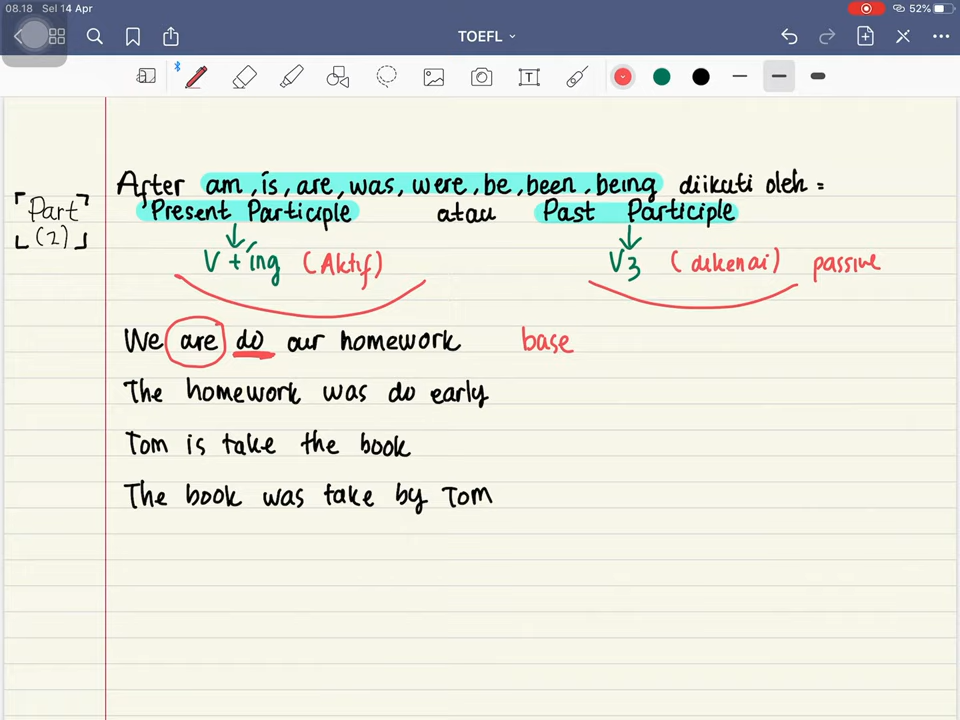 08.18 Sel 14 Apr
52%
TOEFL
T
After am, is, are, was, were, be, been, being diikuti oleh =
Present Participle atau Past Participle
Part
(2)
V + ing (Aktif) V3 (dikenai) passive
We are do our homework base
The homework was do early
Tom is take the book
The book was take by Tom